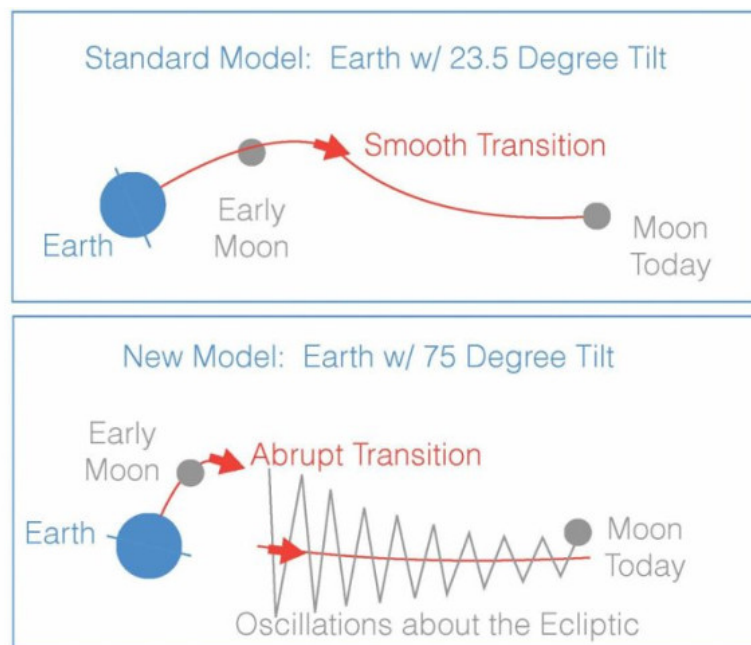 Standard Model: Earth w/ 23.5 Degree Tilt
Smooth Transition
Early
Moon
Earth
Moon
Today
New Model: Earth w/ 75 Degree Tilt
Early
Moon
Abrupt Transition
Earth
Moon
Today
Oscillations about the Ecliptic